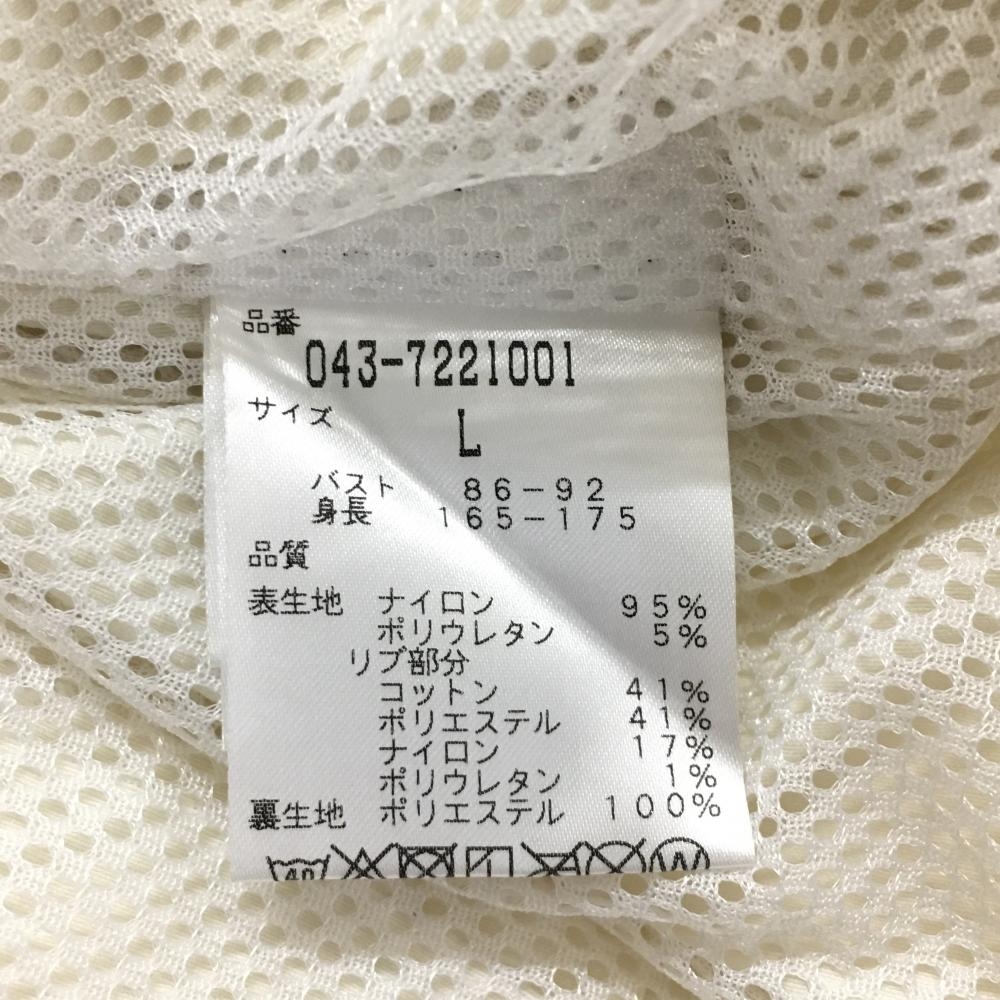 品番
043-7221001
サイズ
L
バスト 86-92
身長 165-175
品質
表生地 ナイロン 95%
ポリウレタン 5%
リブ部分
コットン 41%
ポリエステル 41%
ナイロン 17%
ポリウレタン 1%
裏生地 ポリエステル 100%
40 W